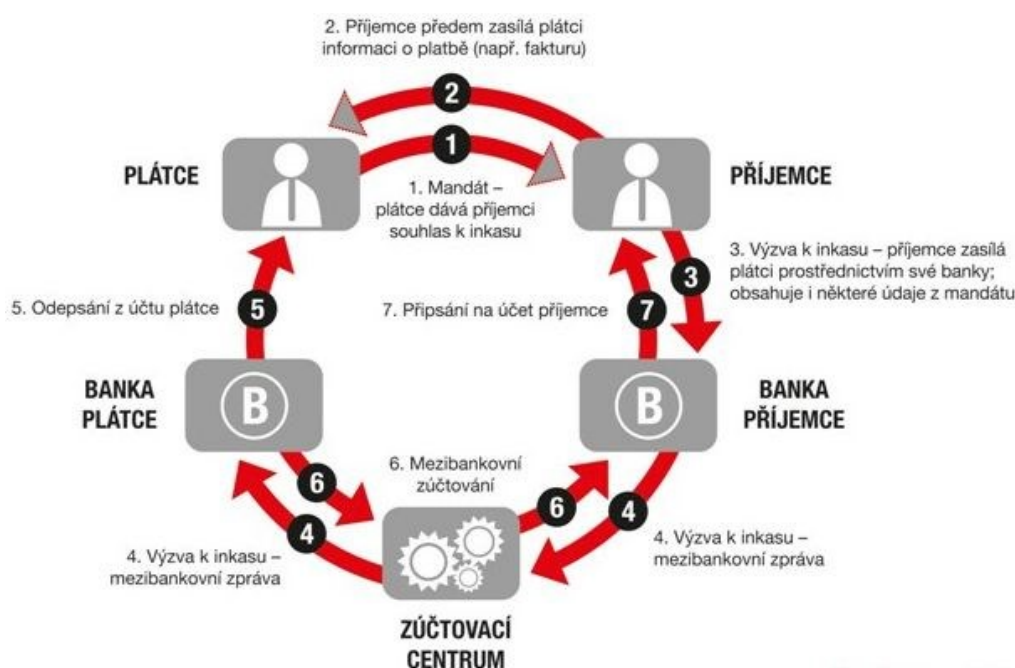 2. Příjemce předem zasílá plátci
informaci o platbě (např. fakturu)
2
1
PLÁTCE
PŘÍJEMCE
1. Mandát –
plátce dává příjemci
souhlas k inkasu
3. Výzva k inkasu – příjemce zasílá
plátci prostřednictvím své banky;
obsahuje i některé údaje z mandátu
3
5. Odepsání z účtu plátce
5
7. Připsání na účet příjemce
7
BANKA
PLÁTCE
B
B
BANKA
PŘÍJEMCE
6. Mezibankovní
zúčtování
6
6
4
4
4. Výzva k inkasu –
mezibankovní zpráva
4. Výzva k inkasu –
mezibankovní zpráva
ZÚČTOVACÍ
CENTRUM